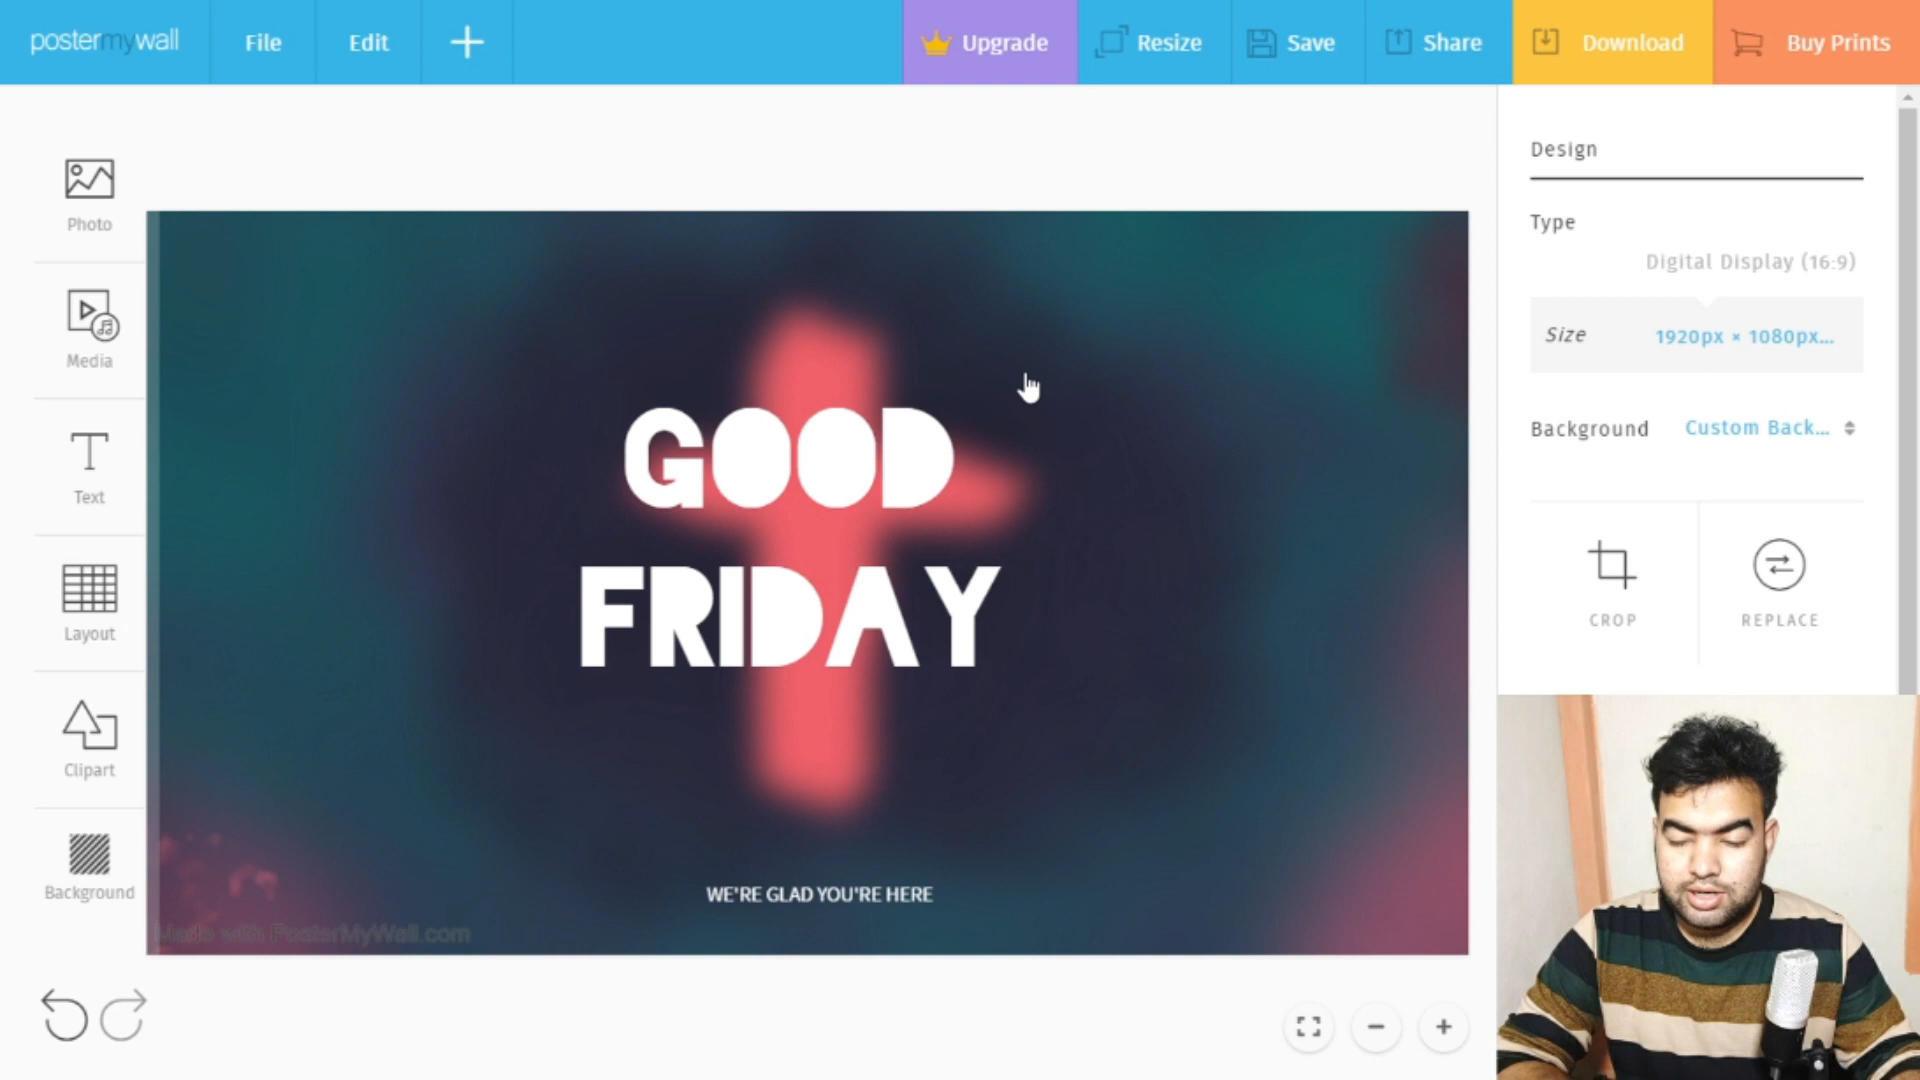 postermywall
File
Edit
Upgrade
Resize
Save
Share
Download
Buy Prints
Photo
Media
Text
Layout
Clipart
Background
GOOD
FRIDAY
WE'RE GLAD YOU'RE HERE
Made with PosterMyWall.com
Design
Type
Digital Display (16:9)
Size 1920px × 1080px...
Background Custom Back...
CROP
REPLACE